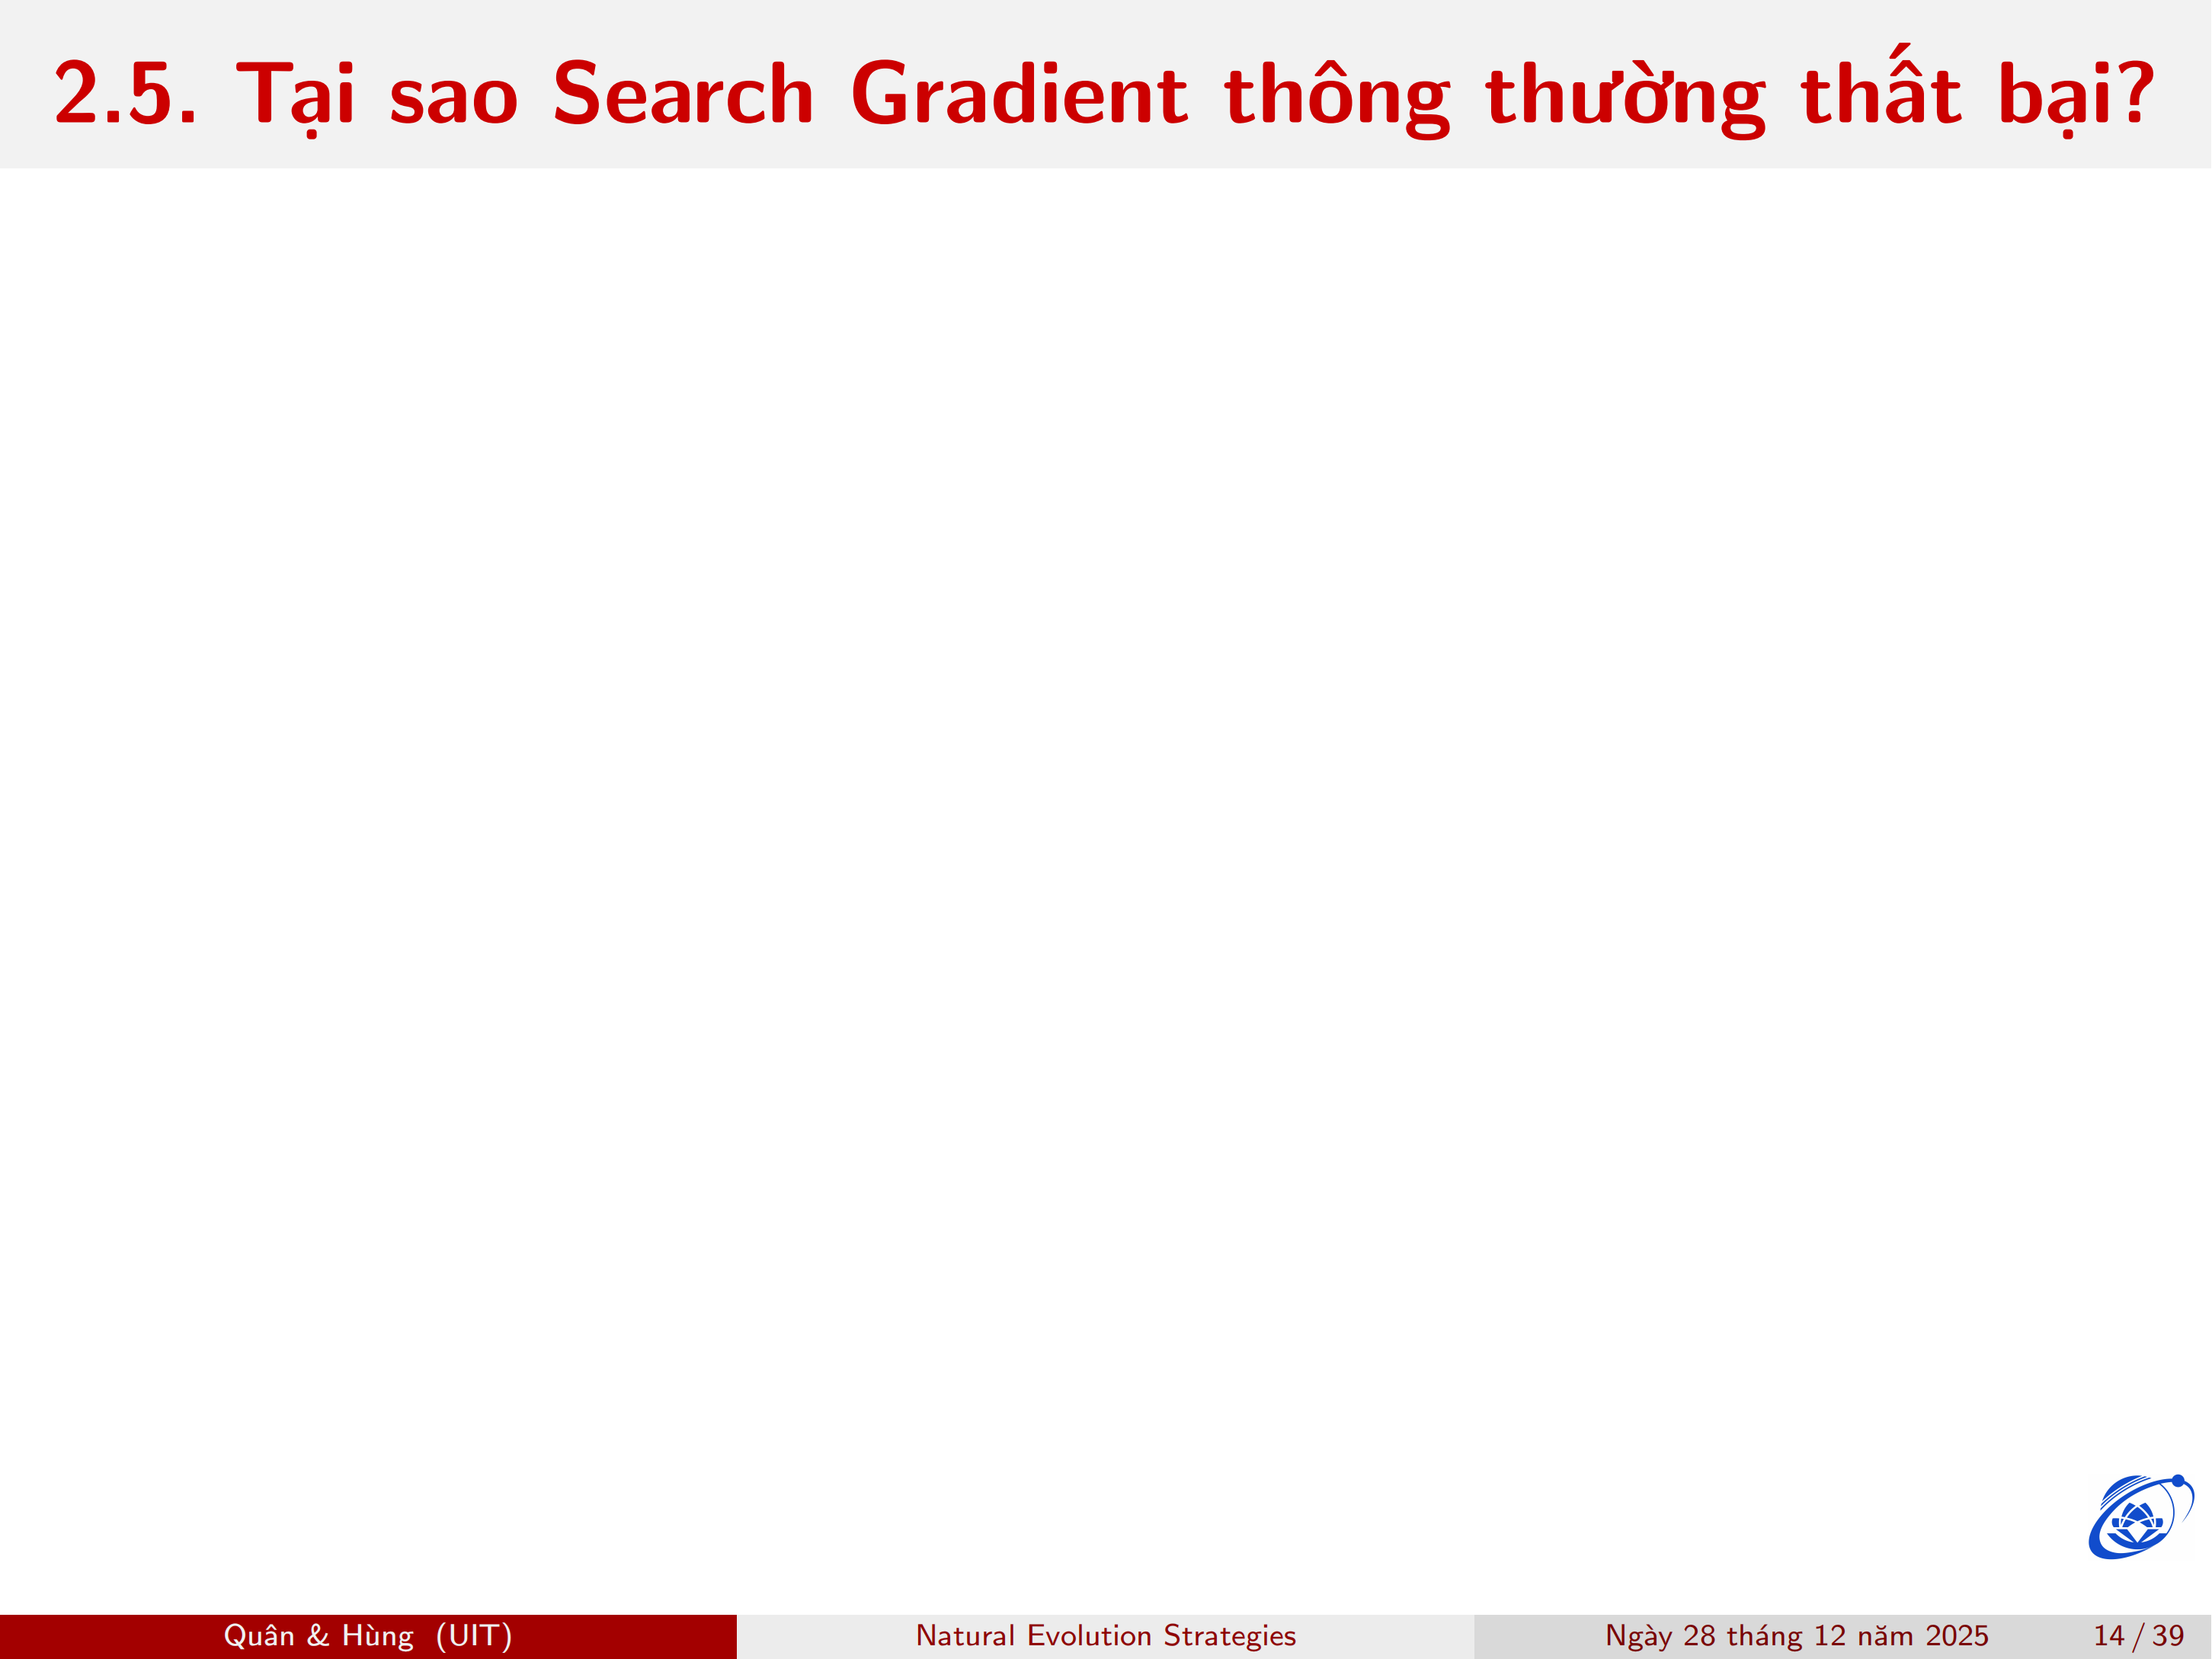 2.5. Tại sao Search Gradient thông thường thất bại?
Quân & Hùng (UIT) Natural Evolution Strategies Ngày 28 tháng 12 năm 2025 14 / 39